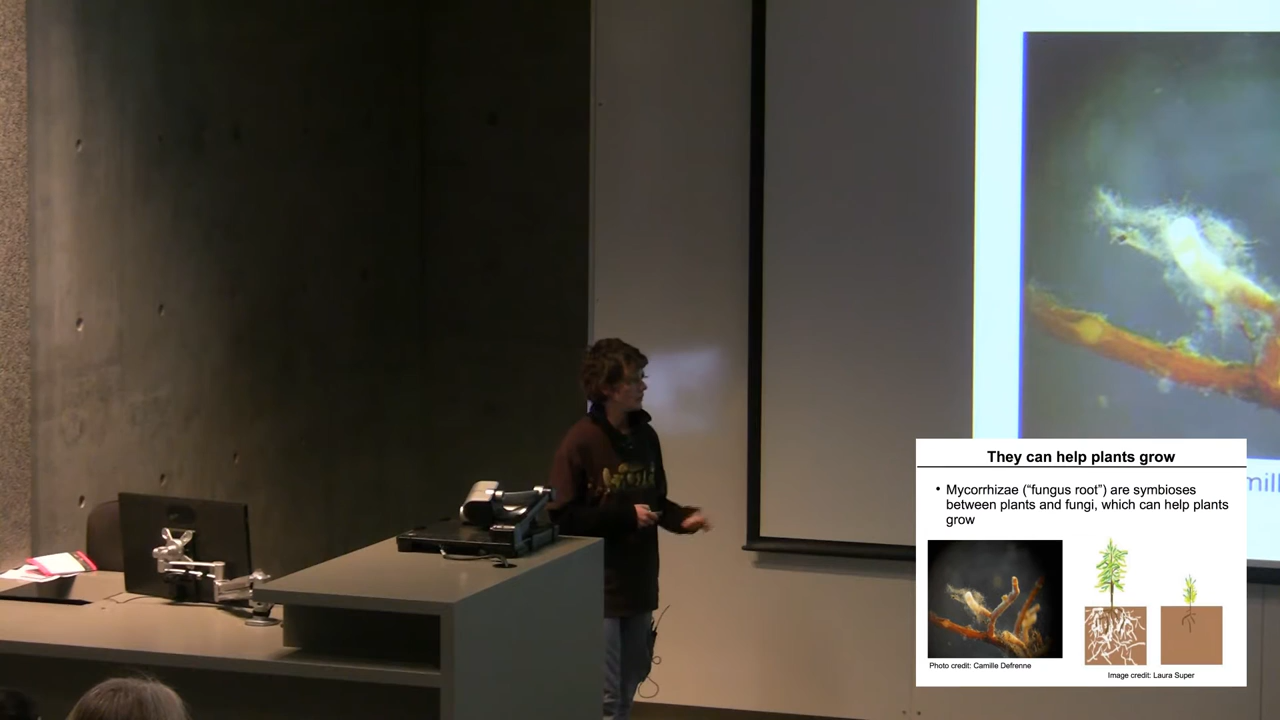 They can help plants grow
• Mycorrhizae (“fungus root”) are symbioses
between plants and fungi, which can help plants
grow
Photo credit: Camille Defrenne
Image credit: Laura Super